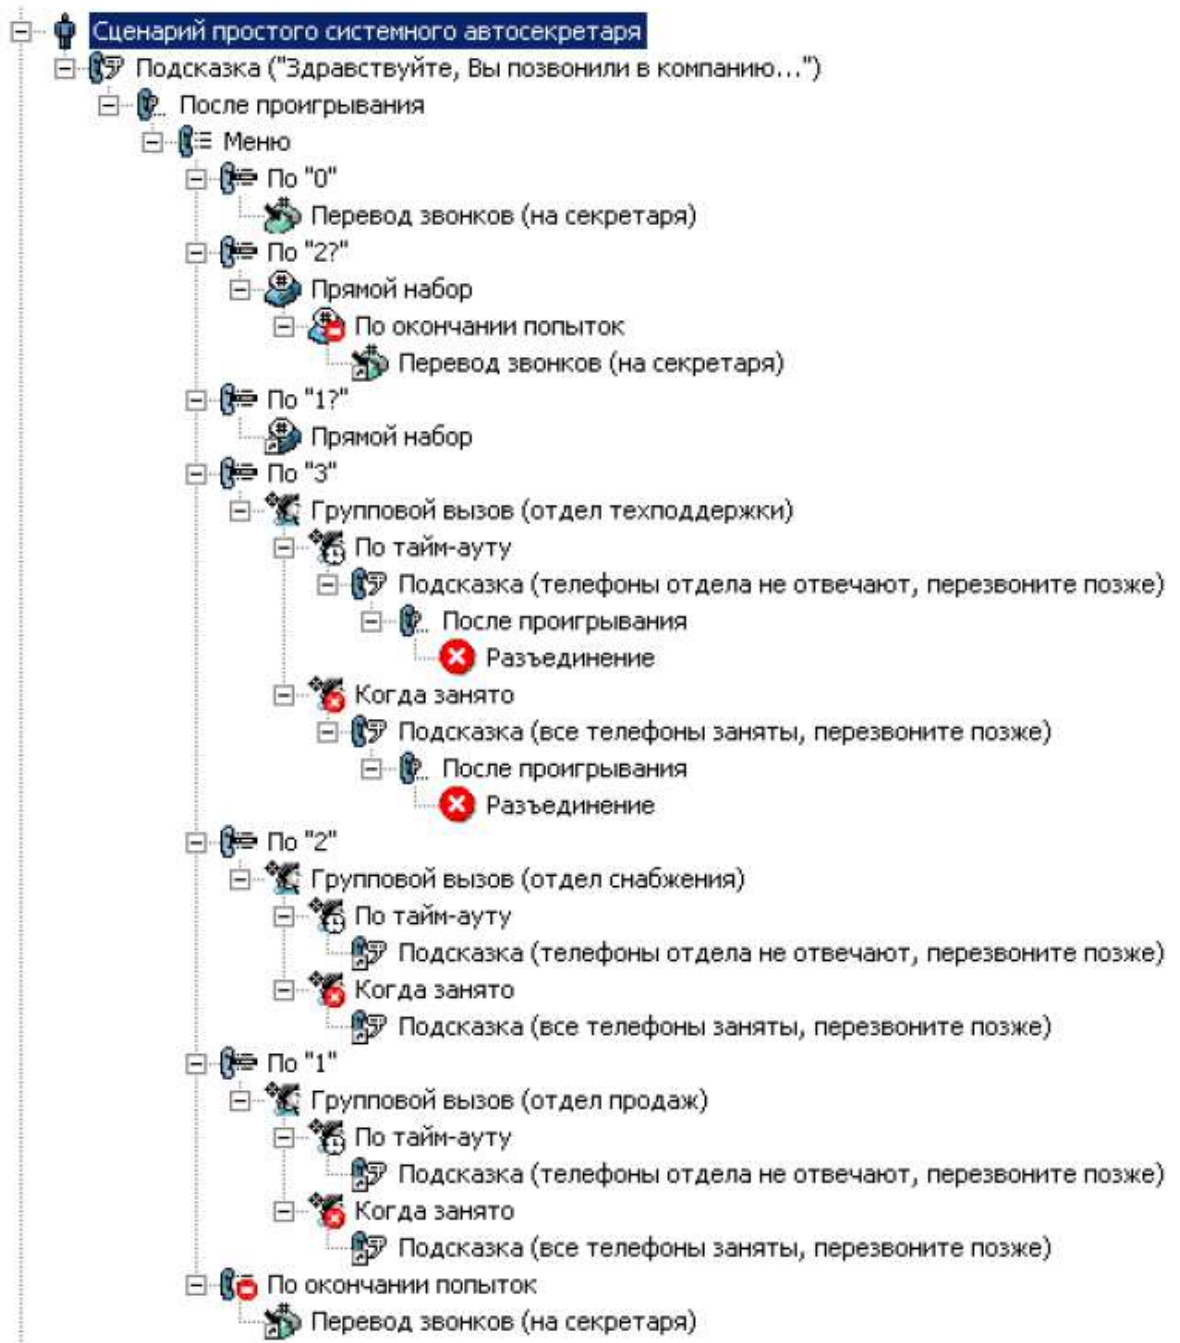 Сценарий простого системного автосекретаря
Подсказка ("Здравствуйте, Вы позвонили в компанию...")
После проигрывания
Меню
По "0"
Перевод звонков (на секретаря)
По "2?"
Прямой набор
По окончании попыток
Перевод звонков (на секретаря)
По "1?"
Прямой набор
По "3"
Групповой вызов (отдел техподдержки)
По тайм-ауту
Подсказка (телефоны отдела не отвечают, перезвоните позже)
После проигрывания
Разъединение
Когда занято
Подсказка (все телефоны заняты, перезвоните позже)
После проигрывания
Разъединение
По "2"
Групповой вызов (отдел снабжения)
По тайм-ауту
Подсказка (телефоны отдела не отвечают, перезвоните позже)
Когда занято
Подсказка (все телефоны заняты, перезвоните позже)
По "1"
Групповой вызов (отдел продаж)
По тайм-ауту
Подсказка (телефоны отдела не отвечают, перезвоните позже)
Когда занято
Подсказка (все телефоны заняты, перезвоните позже)
По окончании попыток
Перевод звонков (на секретаря)